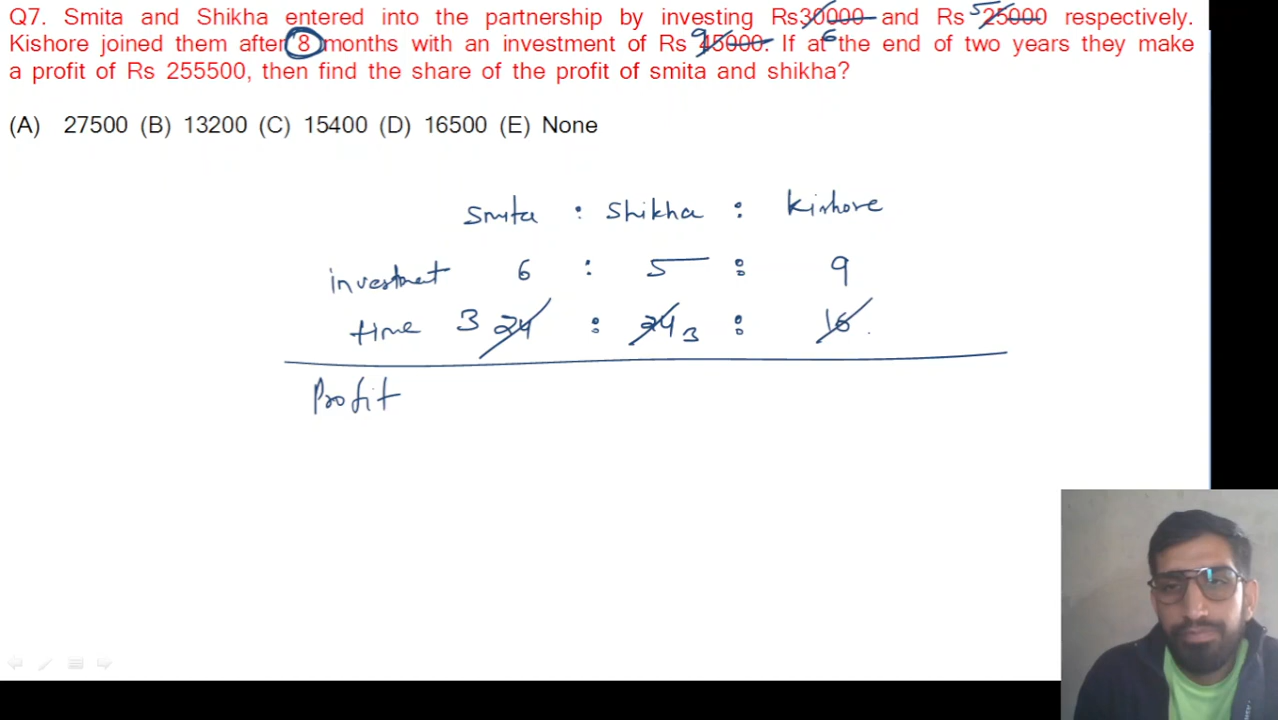 Q7. Smita and Shikha entered into the partnership by investing Rs30000 and Rs 25000 respectively.
6 5
Kishore joined them after 8 months with an investment of Rs 45000. If at the end of two years they make
9
a profit of Rs 255500, then find the share of the profit of smita and shikha?
(A) 27500 (B) 13200 (C) 15400 (D) 16500 (E) None
Smita : Shikha : Kishore
investment 6 : 5 : 9
time 3 24 : 24 3 : 16
Profit